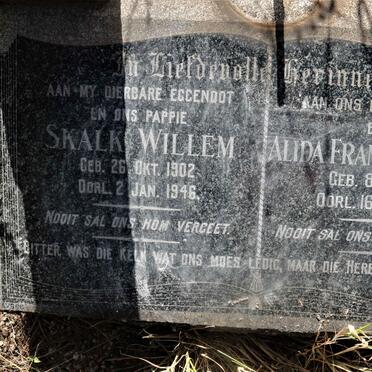 In Liefdevolle Herinn
AAN MY DIERBARE EGGENOOT
EN ONS PAPPIE
SKALK WILLEM
GEB. 26 OKT. 1902
OORL. 2 JAN. 1946.
NOOIT SAL ONS HOM VERGEET.
AAN ONS
ALIDA FRAN
GEB. 8
OORL. 16
NOOIT SAL ONS
BITTER WAS DIE KELK WAT ONS MOES LEDIG, MAAR DIE HERE